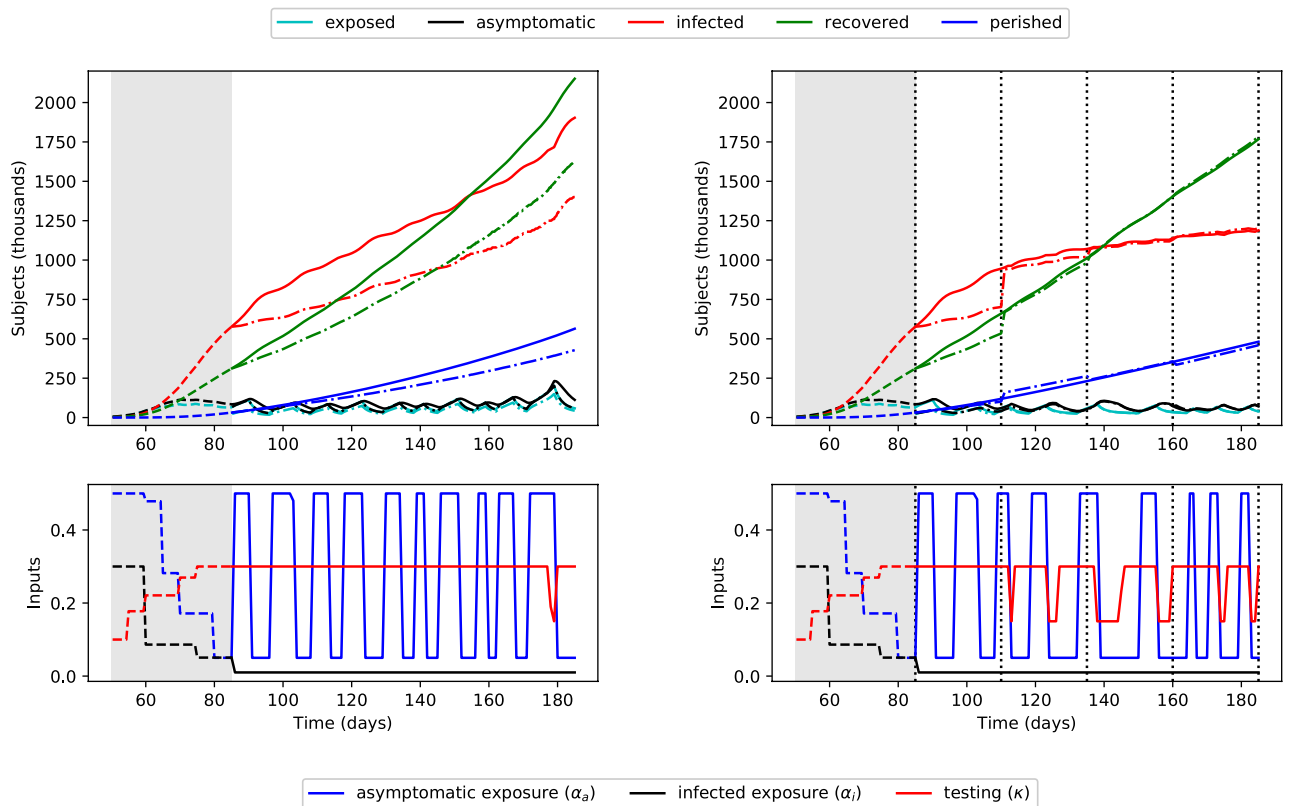 exposed asymptomatic infected recovered perished
Subjects (thousands)
2000
1750
1500
1250
1000
750
500
250
0
60 80 100 120 140 160 180
Subjects (thousands)
2000
1750
1500
1250
1000
750
500
250
0
60 80 100 120 140 160 180
Inputs
0.4
0.2
0.0
60 80 100 120 140 160 180
Time (days)
Inputs
0.4
0.2
0.0
60 80 100 120 140 160 180
Time (days)
asymptomatic exposure (αₐ) infected exposure (αᵢ) testing (κ)